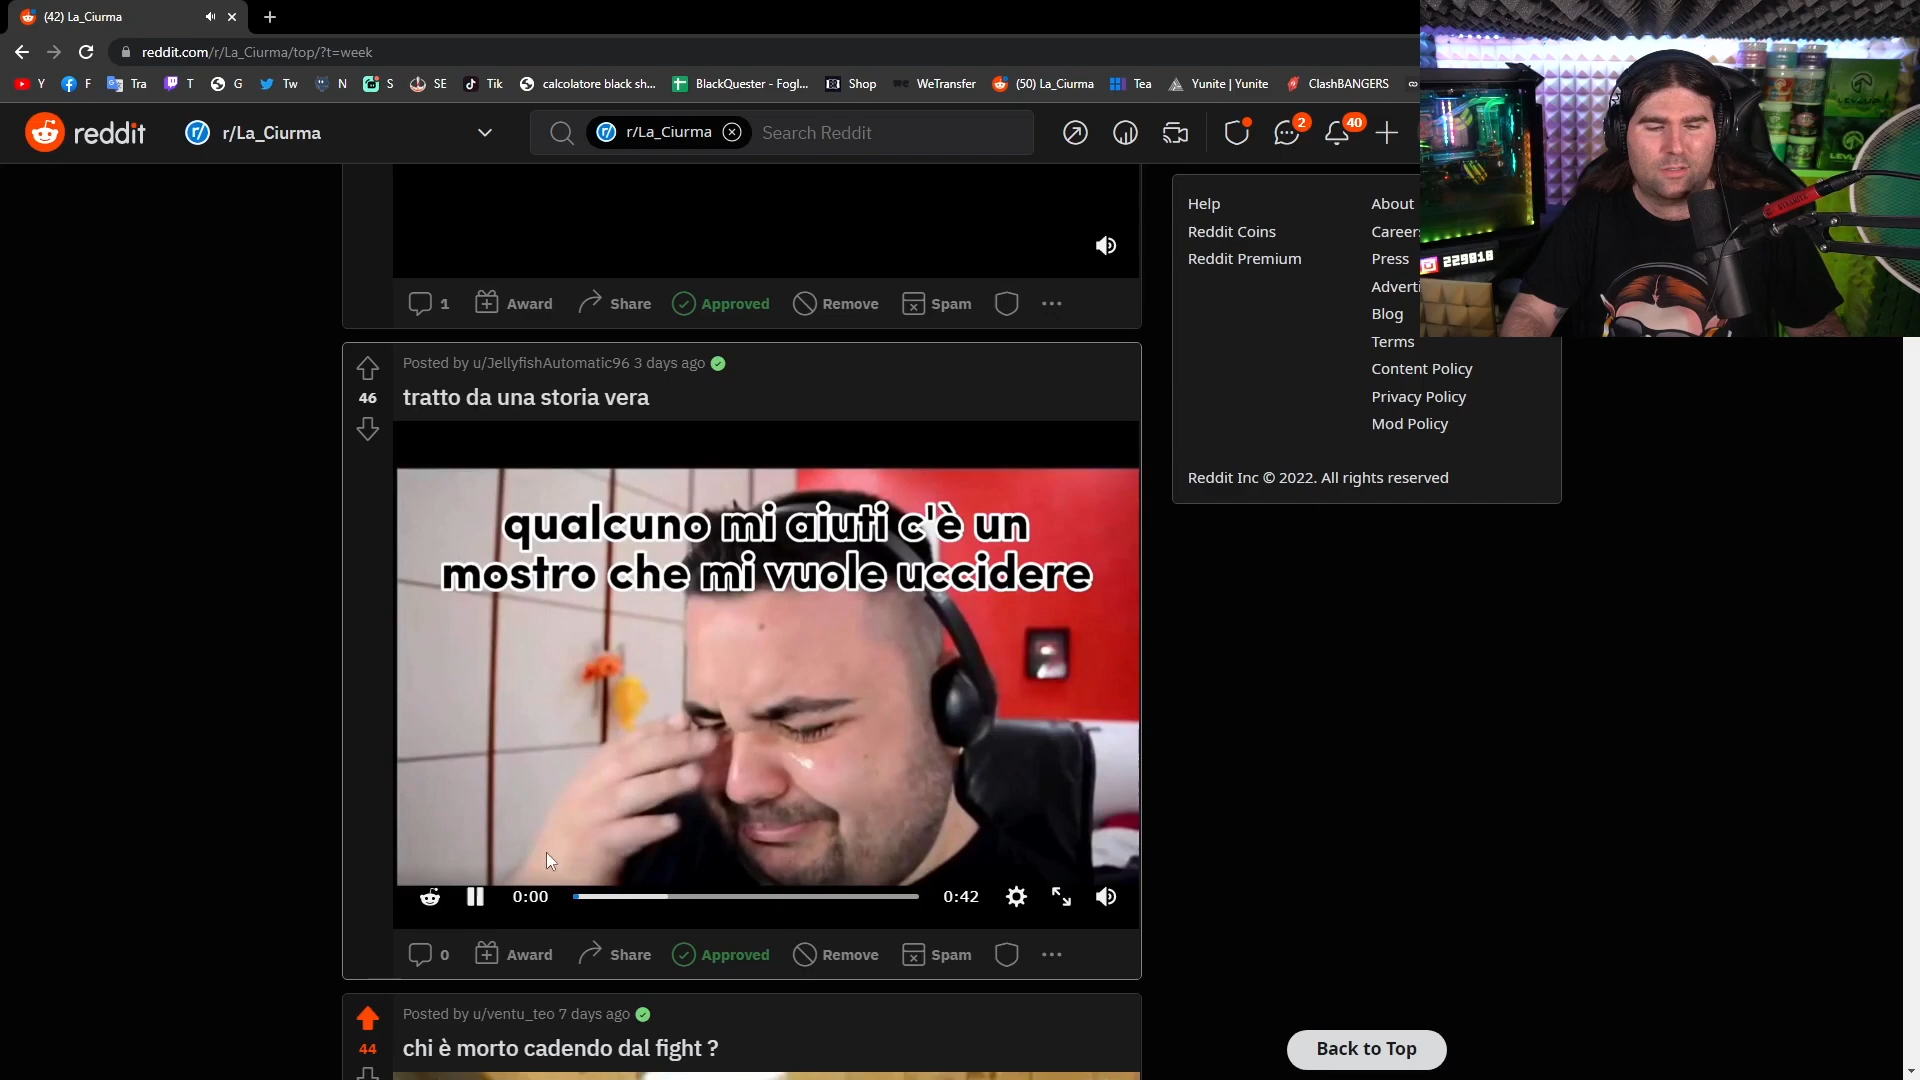 (42) La_Ciurma
reddit.com/r/La_Ciurma/top/?t=week
Y F Tra T G Tw N S SE Tik calcolatore black sh... BlackQuester - Fogl... Shop WeTransfer (50) La_Ciurma Tea Yunite | Yunite ClashBANGERS
reddit r/La_Ciurma r/La_Ciurma Search Reddit 2 40
229818
Help About
Reddit Coins Careers
Reddit Premium Press
Adverti
Blog
Terms
Content Policy
Privacy Policy
Mod Policy
Reddit Inc © 2022. All rights reserved
1 Award Share Approved Remove Spam
Posted by u/JellyfishAutomatic96 3 days ago
46
tratto da una storia vera
qualcuno mi aiuti c'è un
mostro che mi vuole uccidere
0:00 0:42
0 Award Share Approved Remove Spam
Posted by u/ventu_teo 7 days ago
44
chi è morto cadendo dal fight ?
Back to Top